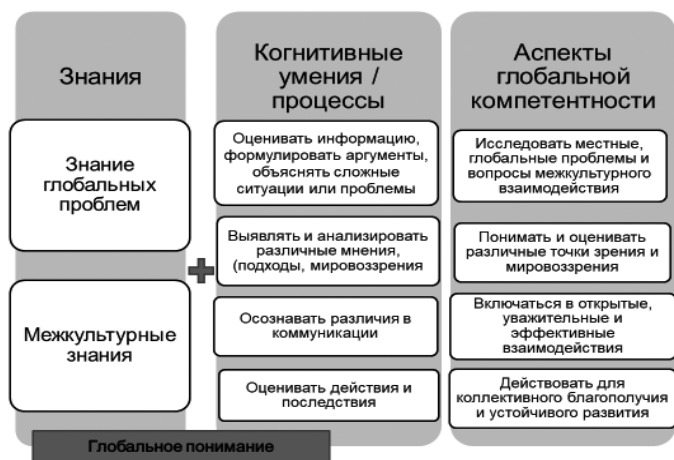 Знания
Знание
глобальных
проблем
Межкультурные
знания
Когнитивные
умения /
процессы
Оценивать информацию,
формулировать аргументы,
объяснять сложные
ситуации или проблемы
Выявлять и анализировать
различные мнения,
(подходы, мировоззрения
Осознавать различия в
коммуникации
Оценивать действия и
последствия
Аспекты
глобальной
компетентности
Исследовать местные,
глобальные проблемы и
вопросы межкультурного
взаимодействия
Понимать и оценивать
различные точки зрения и
мировоззрения
Включаться в открытые,
уважительные и
эффективные
взаимодействия
Действовать для
коллективного благополучия
и устойчивого развития
Глобальное понимание